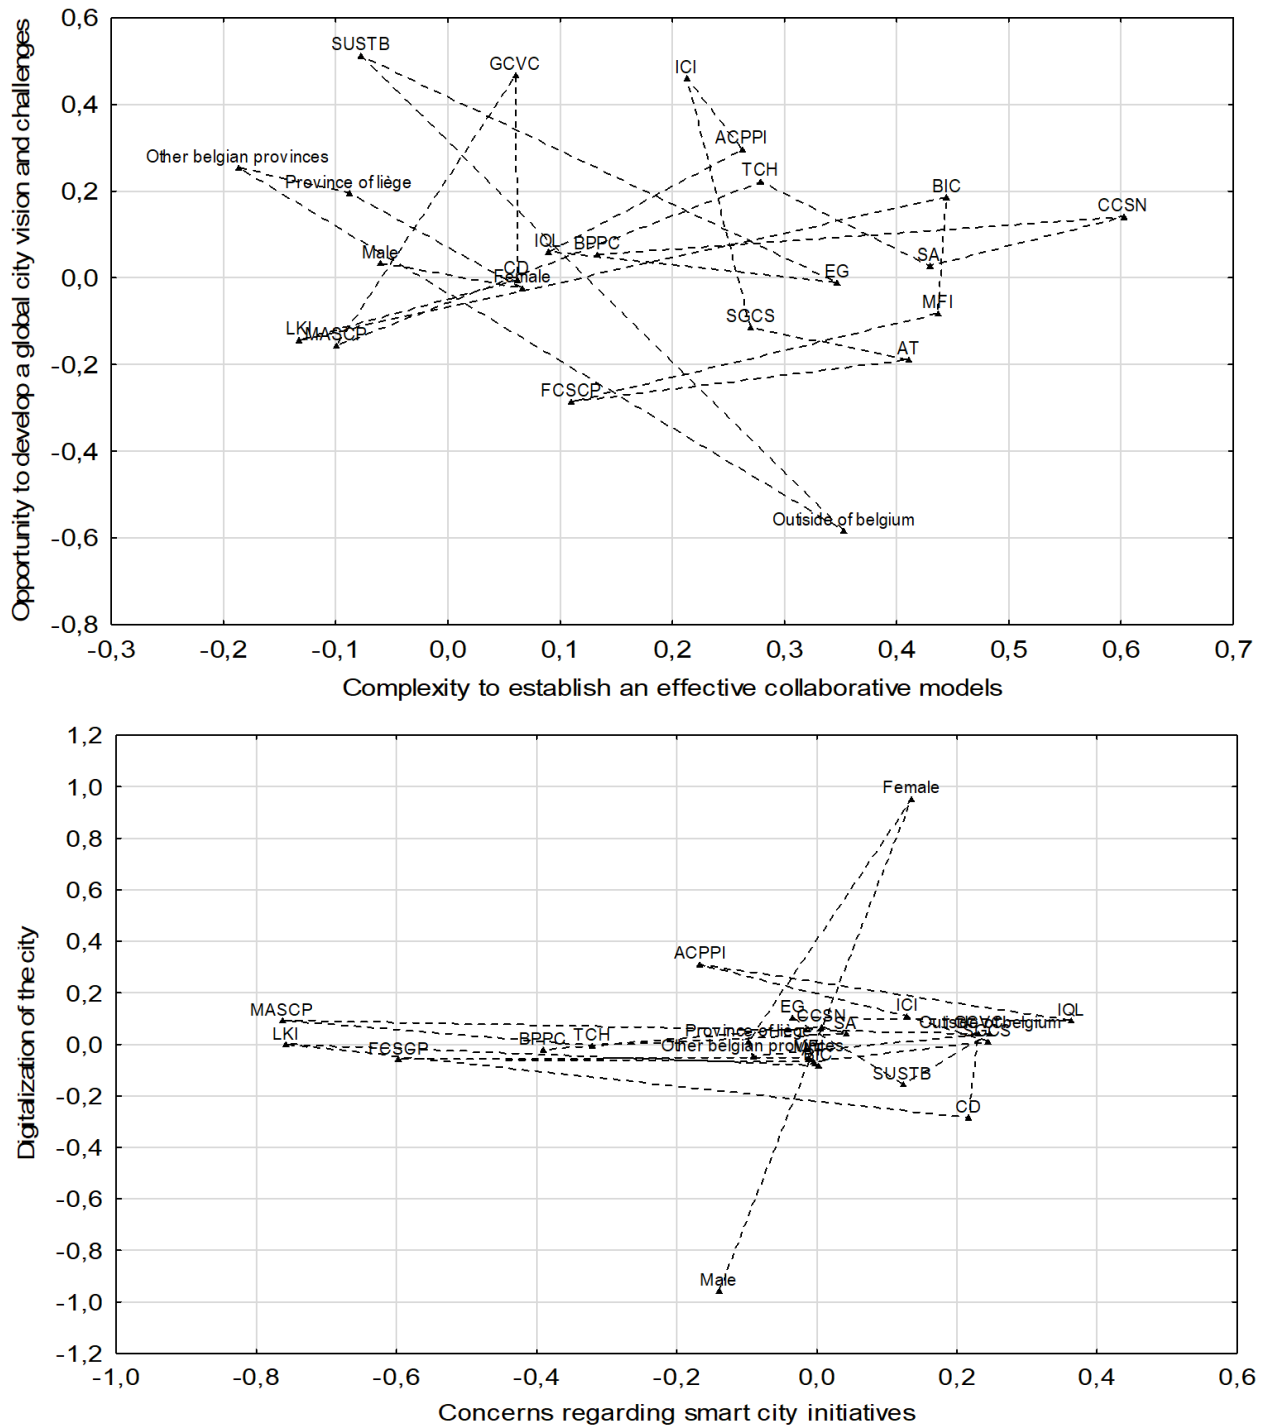 Opportunity to develop a global city vision and challenges
0,6
0,4
0,2
0,0
-0,2
-0,4
-0,6
-0,8
SUSTB
GCVC
ICI
ACPPI
Other belgian provinces
TCH
Province of liège
BIC
CCSN
Male
IQL
BPPC
SA
CD
EG
Female
MFI
SGCS
LKI
MASCP
AT
FCSCP
Outiside of belgium
-0,3 -0,2 -0,1 0,0 0,1 0,2 0,3 0,4 0,5 0,6 0,7
Complexity to establish an effective collaborative models
Digitalization of the city
1,2
1,0
0,8
0,6
0,4
0,2
0,0
-0,2
-0,4
-0,6
-0,8
-1,0
-1,2
Female
ACPPI
MASCP
EG
ICI
IQL
CCSN
SA
GCVC
Outiside of belgium
LKI
BPPC
TCH
Province of liège
SGCS
FCSCP
Other belgian provinces
BIC
SUSTB
CD
Male
-1,0 -0,8 -0,6 -0,4 -0,2 0,0 0,2 0,4 0,6
Concerns regarding smart city initiatives